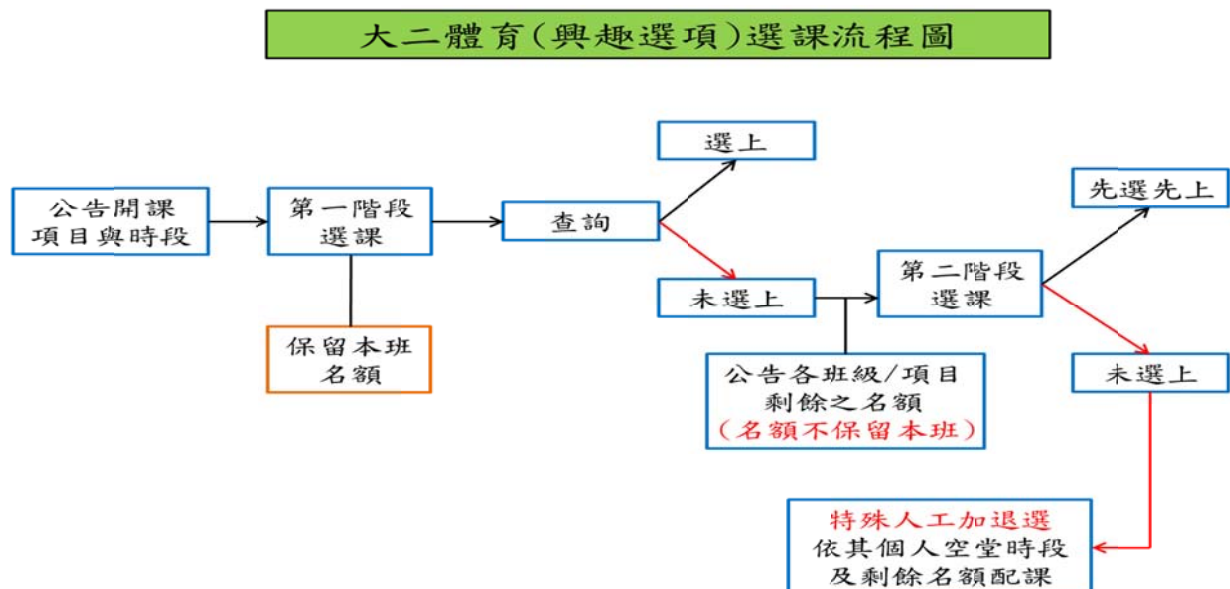 大二體育(興趣選項)選課流程圖
公告開課
項目與時段
第一階段
選課
保留本班
名額
查詢
選上
未選上
公告各班級/項目
剩餘之名額
(名額不保留本班)
第二階段
選課
先選先上
未選上
特殊人工加退選
依其個人空堂時段
及剩餘名額配課